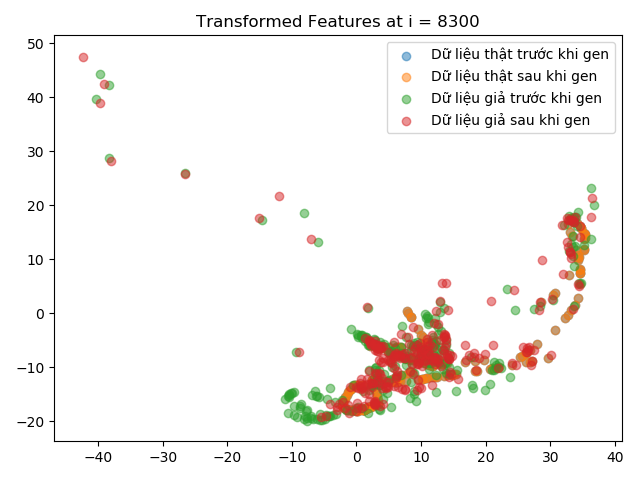 Transformed Features at i = 8300
Dữ liệu thật trước khi gen
Dữ liệu thật sau khi gen
Dữ liệu giả trước khi gen
Dữ liệu giả sau khi gen
50
40
30
20
10
0
−10
−20
−40 −30 −20 −10 0 10 20 30 40